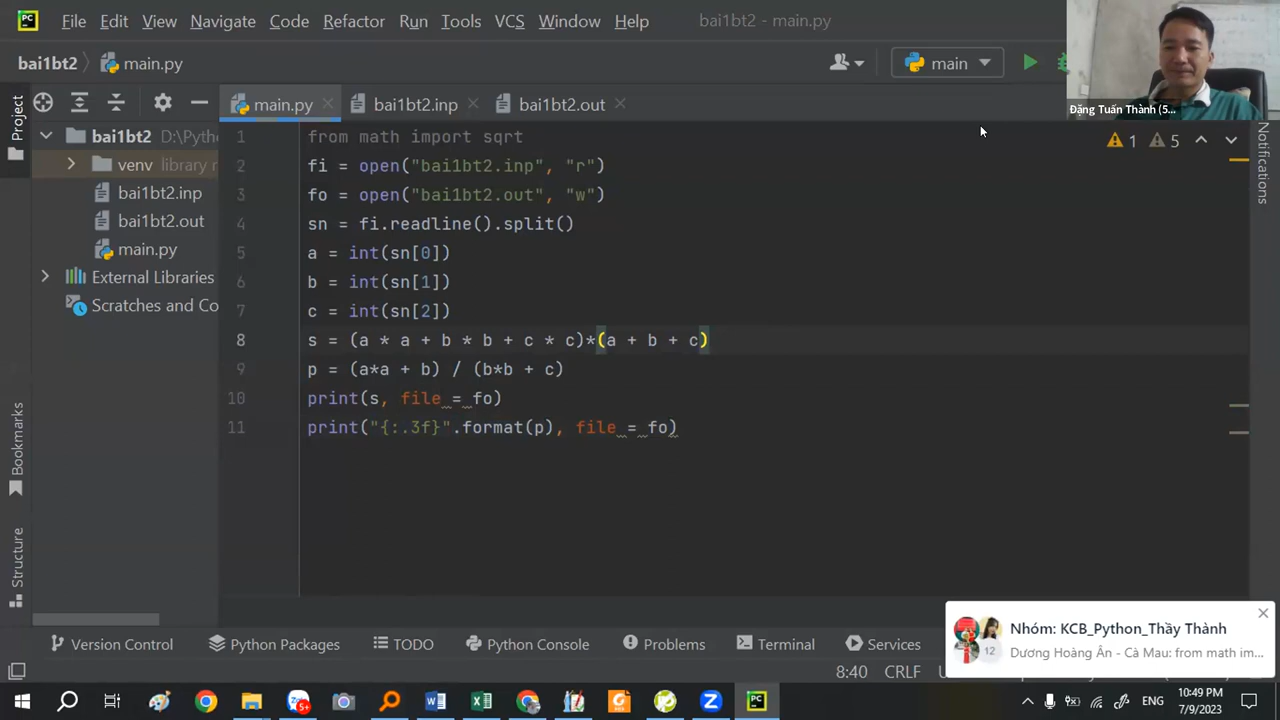 PC File Edit View Navigate Code Refactor Run Tools VCS Window Help bai1bt2 - main.py
bai1bt2 main.py main
Đặng Tuấn Thành (5...
Project
main.py bai1bt2.inp bai1bt2.out
bai1bt2 D:\Pyth
venv library r
bai1bt2.inp
bai1bt2.out
main.py
External Libraries
Scratches and Co
1 from math import sqrt
2 fi = open("bai1bt2.inp", "r")
3 fo = open("bai1bt2.out", "w")
4 sn = fi.readline().split()
5 a = int(sn[0])
6 b = int(sn[1])
7 c = int(sn[2])
8 s = (a * a + b * b + c * c)*(a + b + c)
9 p = (a*a + b) / (b*b + c)
10 print(s, file = fo)
11 print("{:.3f}".format(p), file = fo)
1 5
Notifications
Bookmarks
Structure
Nhóm: KCB_Python_Thầy Thành
12
Dương Hoàng Ân - Cà Mau: from math im...
Version Control Python Packages TODO Python Console Problems Terminal Services
8:40 CRLF
5+ W X Z PC ENG 10:49 PM
7/9/2023